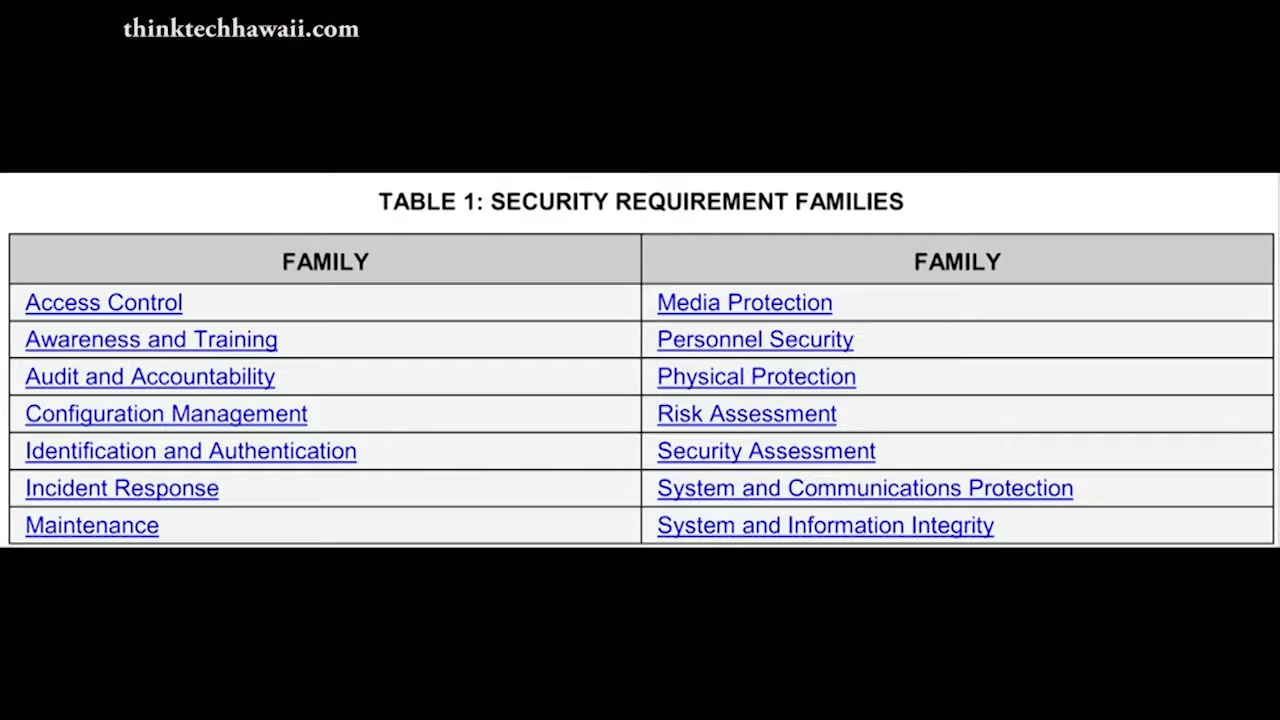 thinktechhawaii.com
TABLE 1: SECURITY REQUIREMENT FAMILIES
FAMILY FAMILY
Access Control Media Protection
Awareness and Training Personnel Security
Audit and Accountability Physical Protection
Configuration Management Risk Assessment
Identification and Authentication Security Assessment
Incident Response System and Communications Protection
Maintenance System and Information Integrity